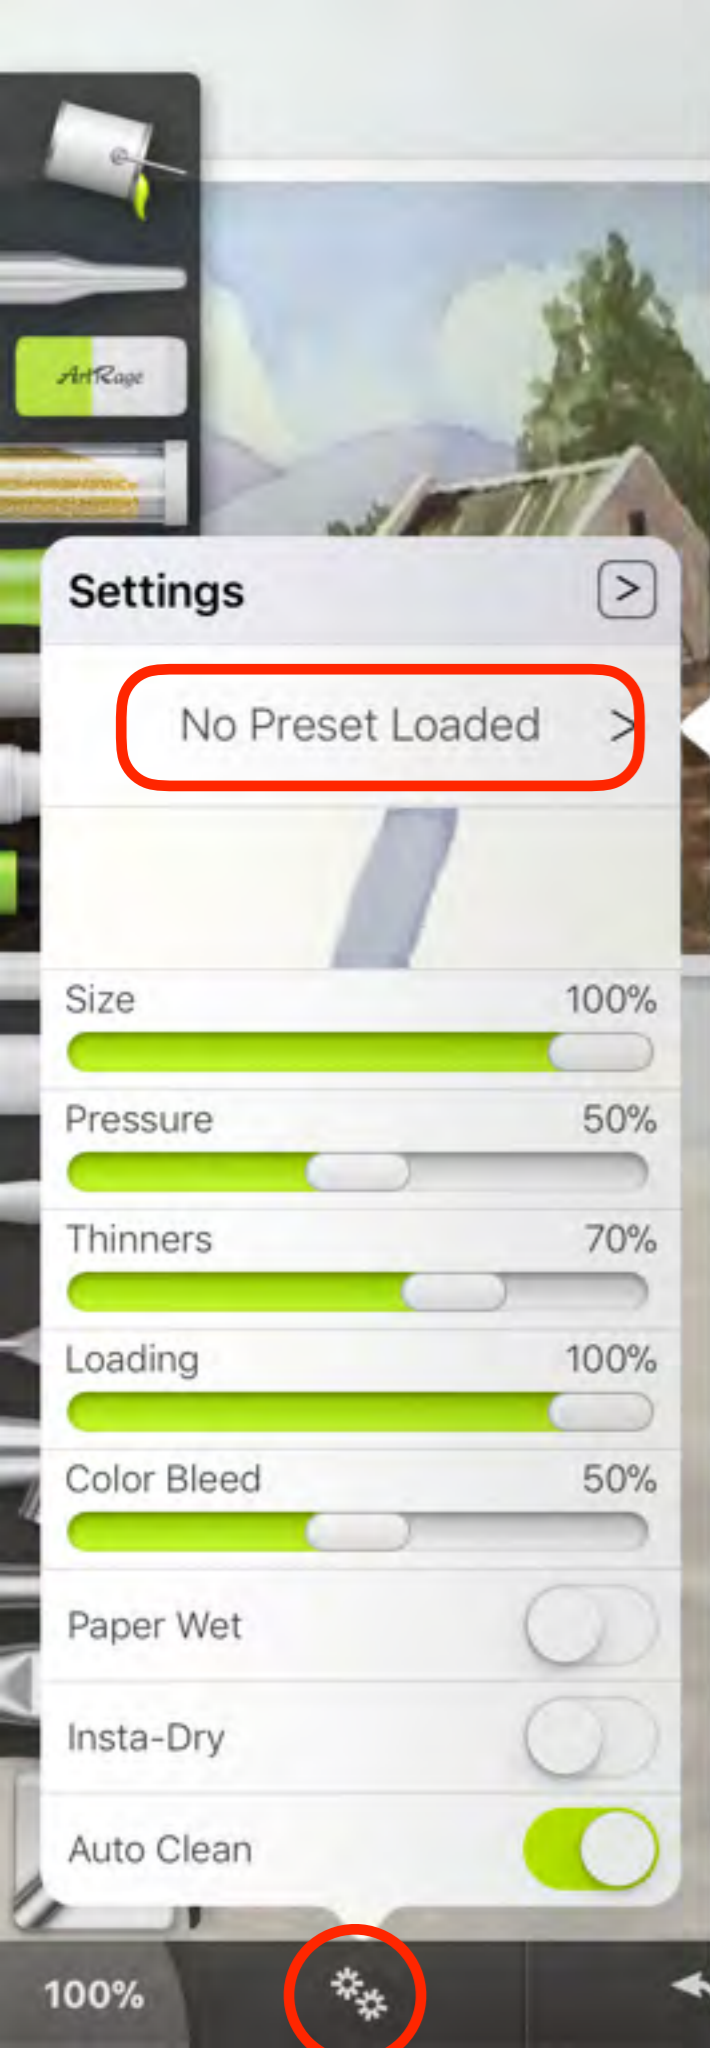 ArtRage
Settings
No Preset Loaded >
Size 100%
Pressure 50%
Thinners 70%
Loading 100%
Color Bleed 50%
Paper Wet
Insta-Dry
Auto Clean
100%